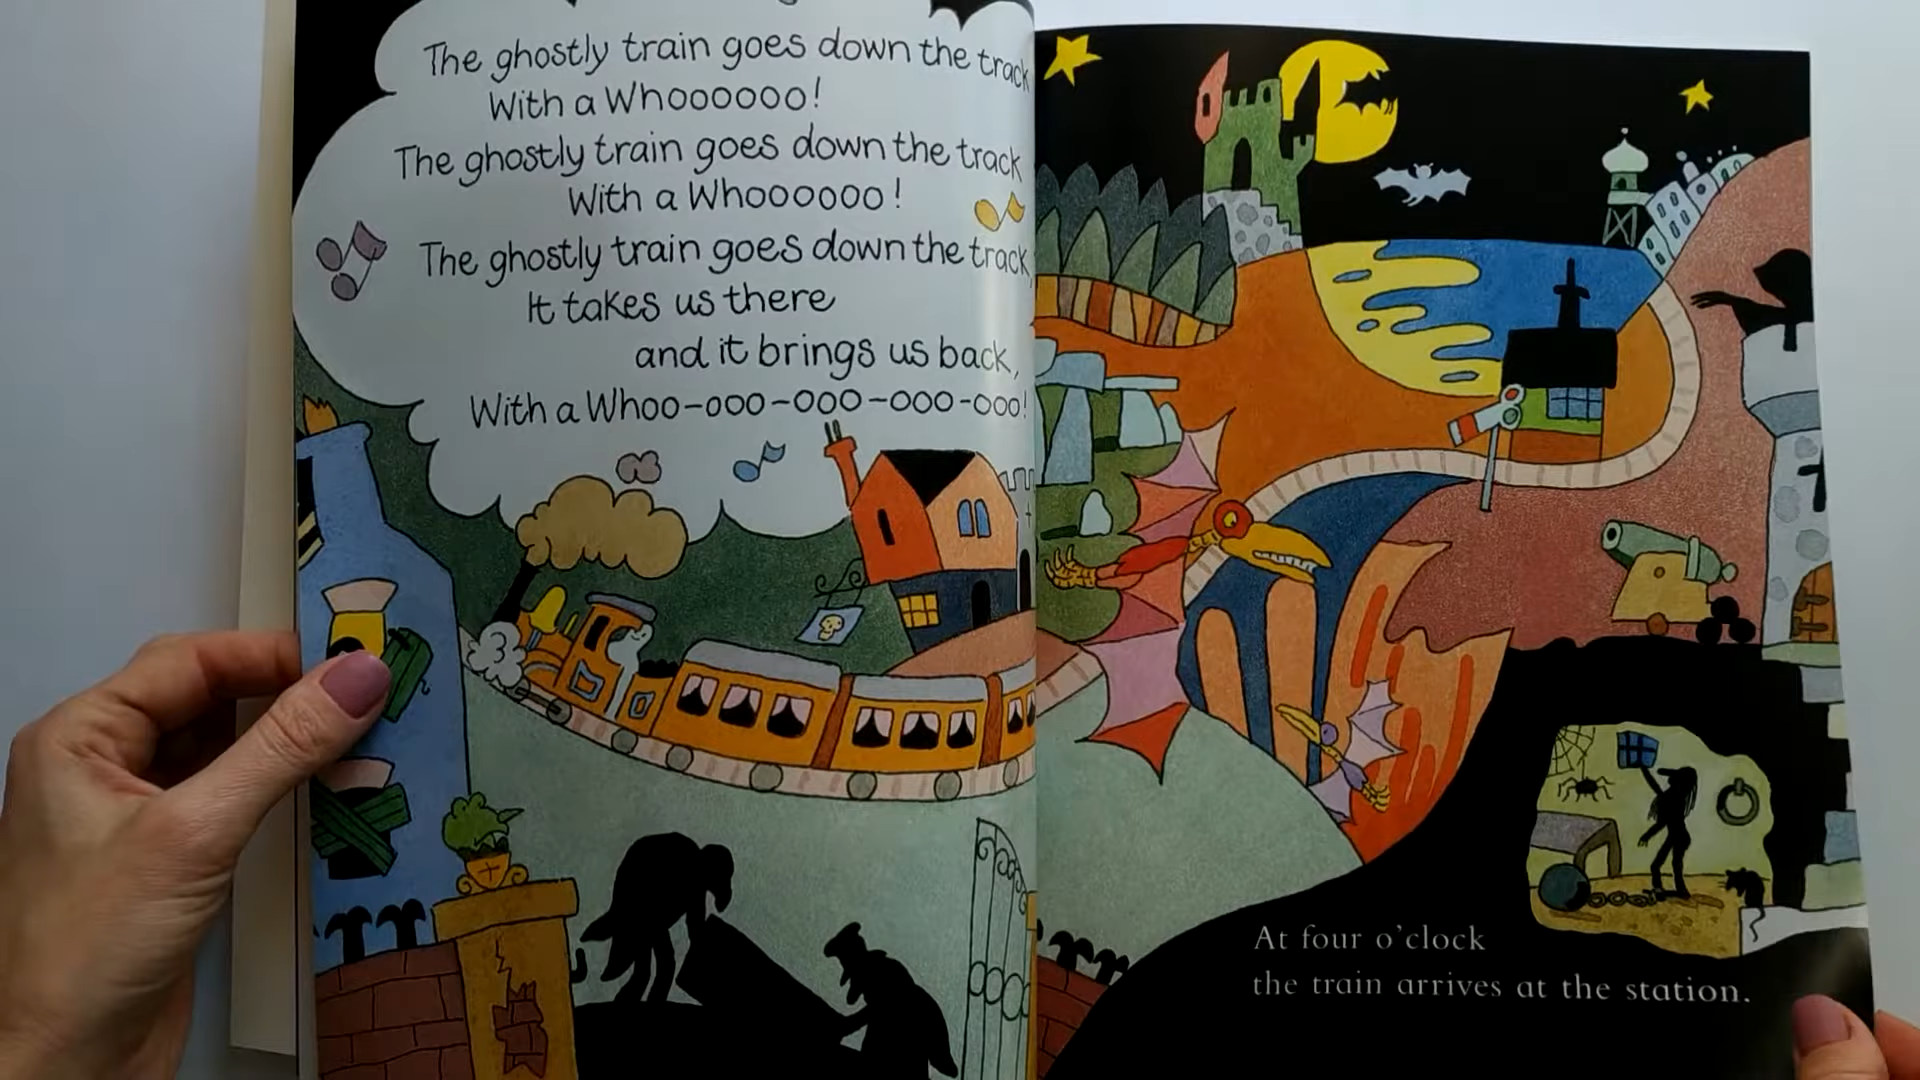 The ghostly train goes down the track
With a Whoooooo!
The ghostly train goes down the track
With a Whoooooo!
The ghostly train goes down the track,
It takes us there
and it brings us back,
With a Whoo-ooo-ooo-ooo-ooo!
At four o'clock
the train arrives at the station.